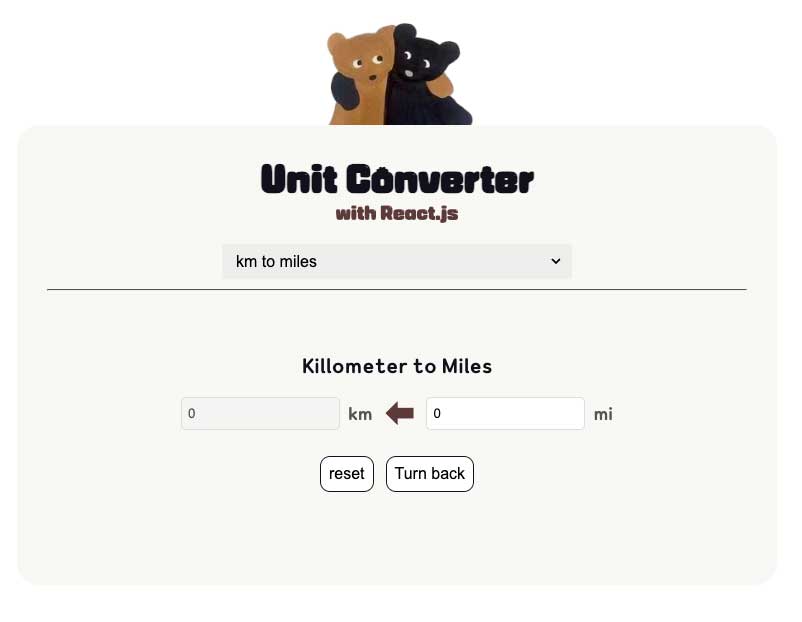 Unit Converter
with React.js
km to miles
Killometer to Miles
0 km 0 mi
reset Turn back